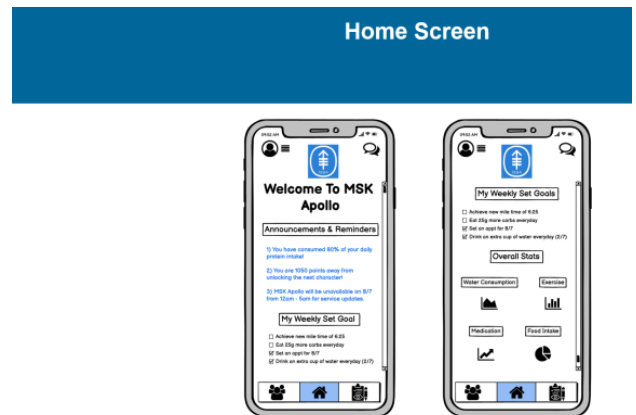 Home Screen
09:52 AM
Welcome To MSK
Apollo
Announcements & Reminders
1) You have consumed 80% of your daily
protein intake!
2) You are 1050 points away from
unlocking the next character!
3) MSK Apollo will be unavailable on 8/7
from 12am - 5am for service updates.
My Weekly Set Goal
Achieve new mile time of 6:25
Eat 25g more carbs everyday
Set an appt for 8/7
Drink an extra cup of water everyday (2/7)
09:52 AM
My Weekly Set Goals
Achieve new mile time of 6:25
Eat 25g more carbs everyday
Set an appt for 8/7
Drink an extra cup of water everyday (2/7)
Overall Stats
Water Consumption
Exercise
Medication
Food Intake